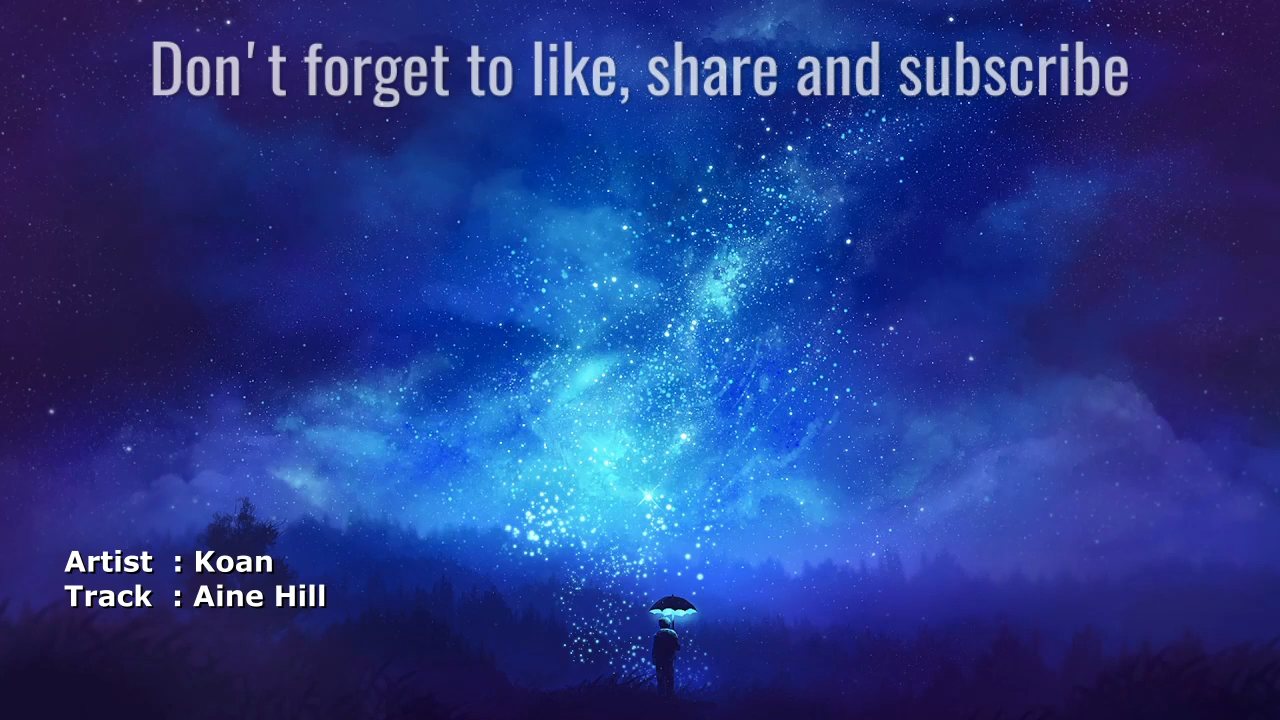 Don't forget to like, share and subscribe
Artist : Koan
Track : Aine Hill